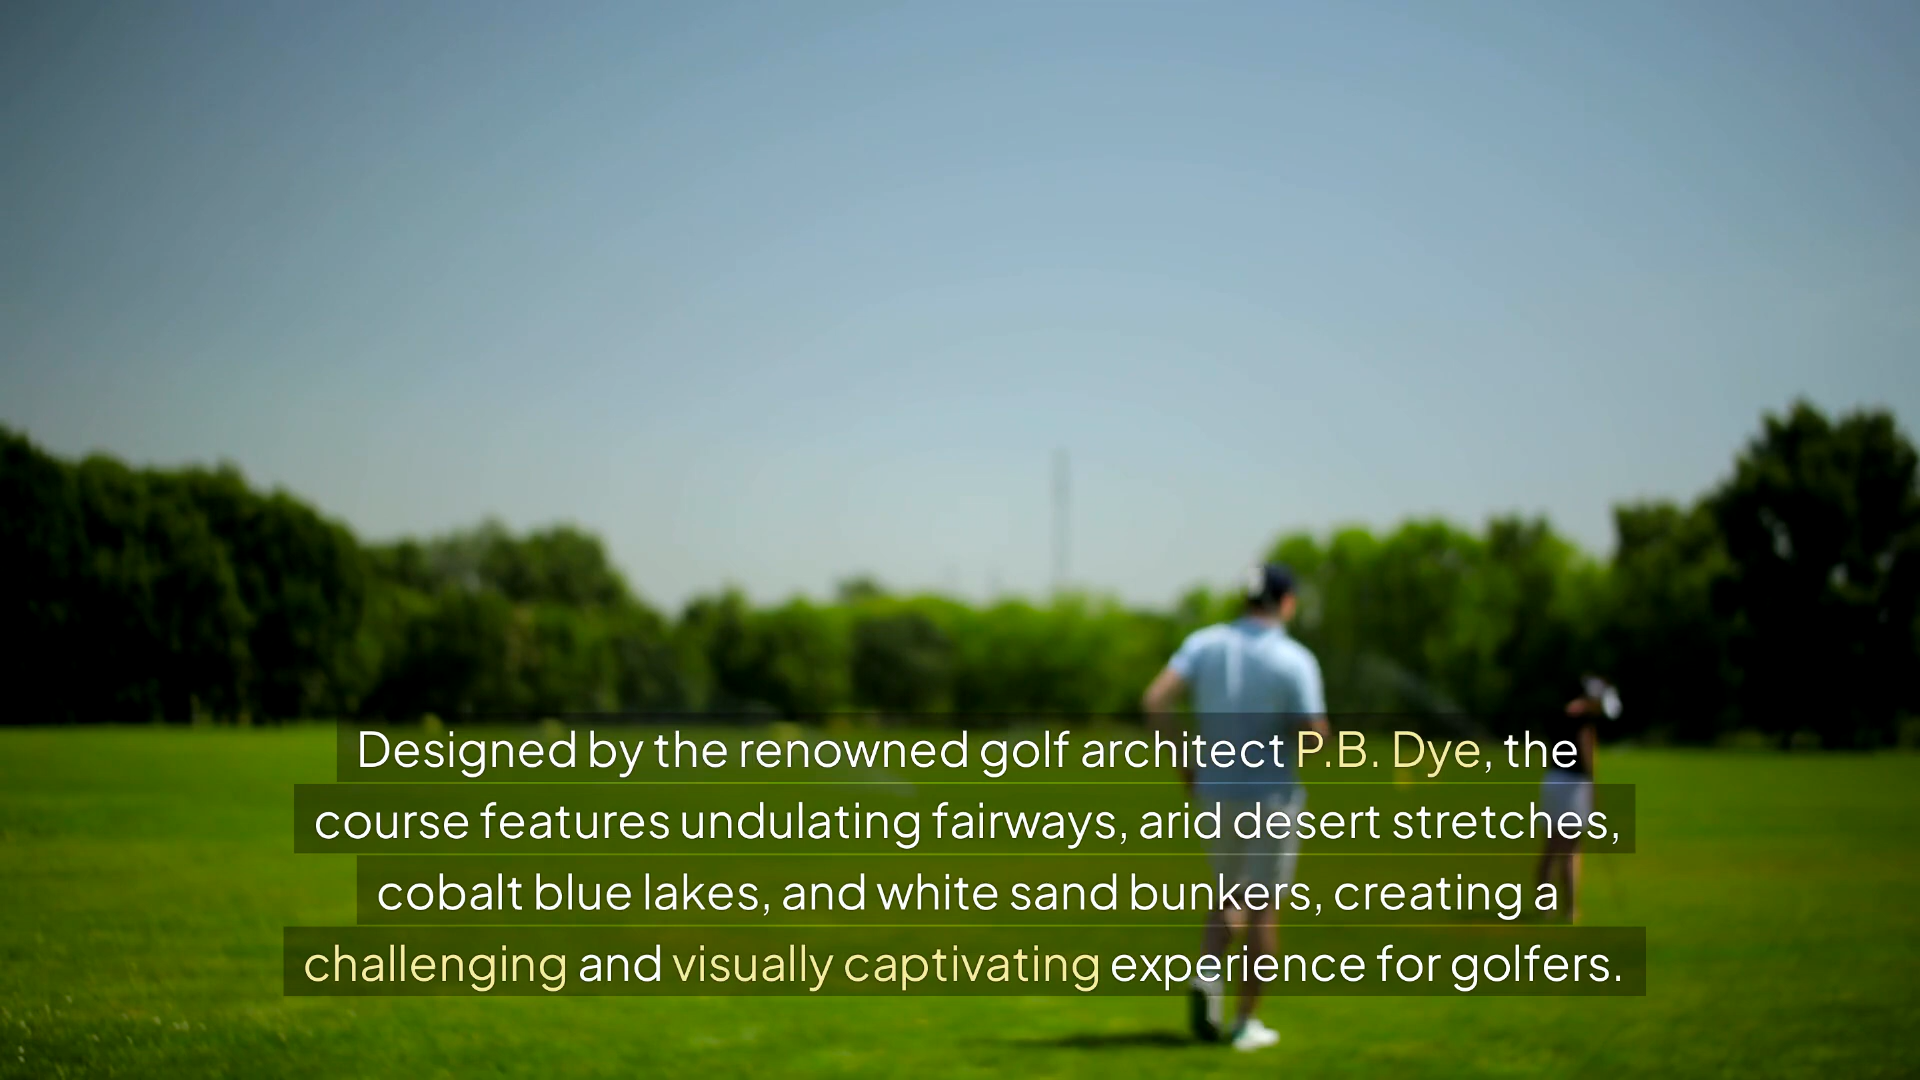 Designed by the renowned golf architect P.B. Dye, the
course features undulating fairways, arid desert stretches,
cobalt blue lakes, and white sand bunkers, creating a
challenging and visually captivating experience for golfers.